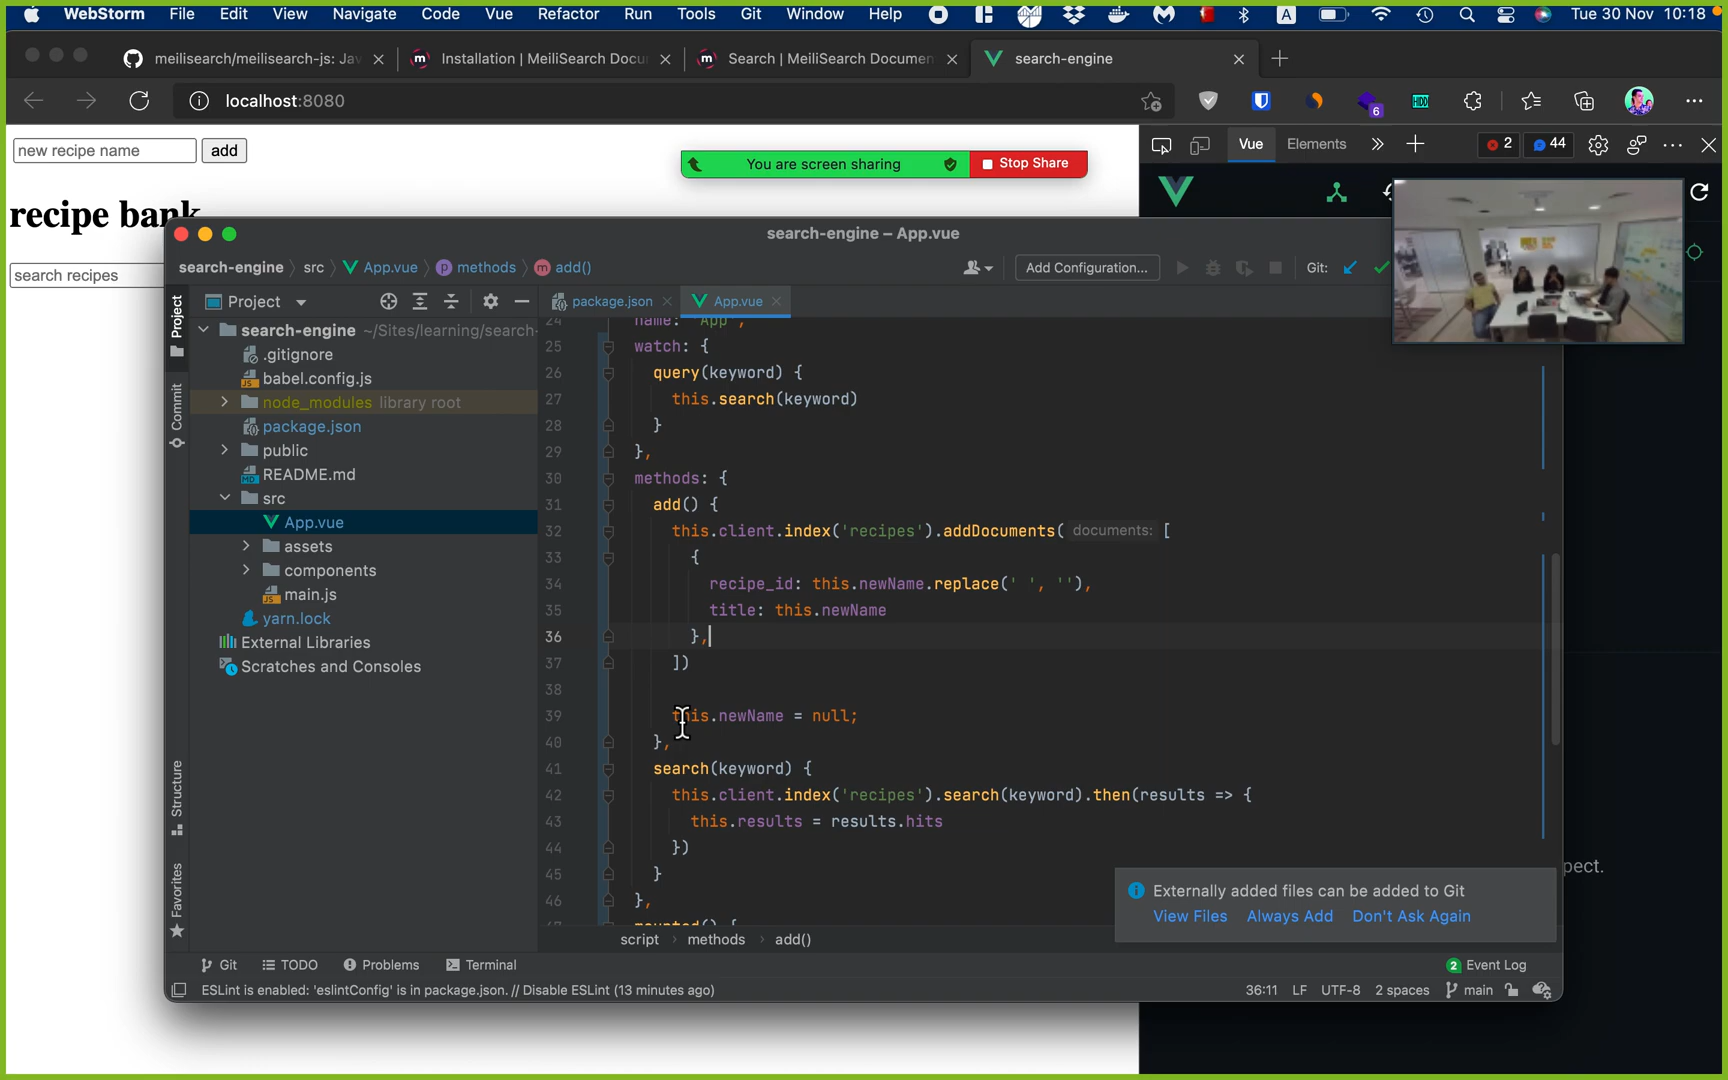 WebStorm File Edit View Navigate Code Vue Refactor Run Tools Git Window Help A Tue 30 Nov 10:18
meilisearch/meilisearch-js: Jav
Installation | MeiliSearch Docu
Search | MeiliSearch Documen
search-engine
localhost:8080
6
HDD
new recipe name
add
You are screen sharing
Stop Share
Vue
Elements
2
44
recipe bank
search recipes
search-engine – App.vue
search-engine src App.vue methods add()
Add Configuration...
Git:
Project
package.json
App.vue
Project
Commit
Structure
Favorites
search-engine ~/Sites/learning/search-
.gitignore
babel.config.js
node_modules library root
package.json
public
README.md
src
App.vue
assets
components
main.js
yarn.lock
External Libraries
Scratches and Consoles
24 name: 'App',
25 watch: {
26 query(keyword) {
27 this.search(keyword)
28 }
29 },
30 methods: {
31 add() {
32 this.client.index('recipes').addDocuments( documents: [
33 {
34 recipe_id: this.newName.replace(' ', ''),
35 title: this.newName
36 },
37 ])
38
39 this.newName = null;
40 },
41 search(keyword) {
42 this.client.index('recipes').search(keyword).then(results => {
43 this.results = results.hits
44 })
45 }
46 },
47 mounted() {
script methods add()
Externally added files can be added to Git
View Files Always Add Don't Ask Again
pect.
Git TODO Problems Terminal
2 Event Log
ESLint is enabled: 'eslintConfig' is in package.json. // Disable ESLint (13 minutes ago)
36:11 LF UTF-8 2 spaces main